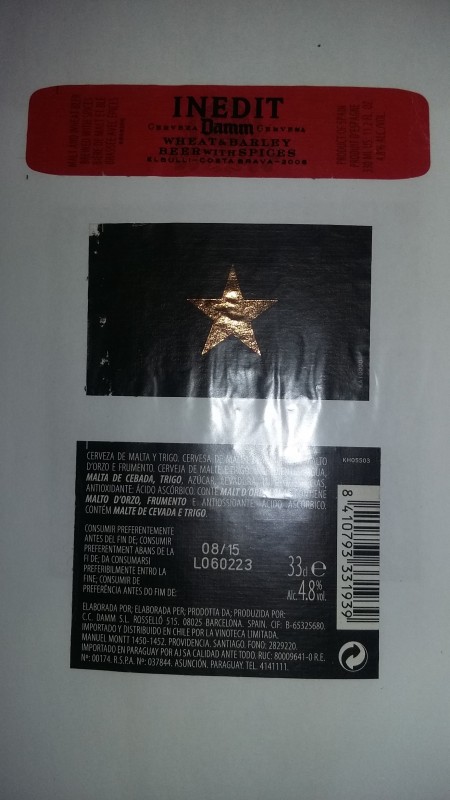 INEDIT
CERVEZA Damm CERVESA
WHEAT & BARLEY
BEER WITH SPICES
ELBULLI-COSTA BRAVA-2008
CERVEZA DE MALTA Y TRIGO. CERVESA DE
D'ORZO E FRUMENTO. CERVEJA DE MALTE E
MALTA DE CEBADA, TRIGO, AZÚCAR,
ANTIOXIDANTE: ÁCIDO ASCÓRBICO. CONTÉ MALT D'
MALTO D'ORZO, FRUMENTO E ANTIOSSIDANTE: ACIDO ASCORBICO.
CONTÉM MALTE DE CEVADA E TRIGO.
KH05503
CONSUMIR PREFERENTEMENTE
ANTES DEL FIN DE; CONSUMIR
PREFERENTMENT ABANS DE LA
FI DE; DA CONSUMARSI
PREFERIBILMENTE ENTRO LA
FINE; CONSUMIR DE
PREFERÊNCIA ANTES DO FIM DE:
08/15
L060223
33cl e
Alc. 4.8% vol.
8 410793 331939
ELABORADA POR; ELABORADA PER; PRODOTTA DA; PRODUZIDA POR:
C.C. DAMM S.L. ROSSELLÓ 515. 08025 BARCELONA. SPAIN. CIF: B-65325680.
IMPORTADO Y DISTRIBUIDO EN CHILE POR LA VINOTECA LIMITADA.
MANUEL MONTT 1450-1452. PROVIDENCIA. SANTIAGO. FONO: 2829220.
IMPORTADO EN PARAGUAY POR AJ SA CALIDAD ANTE TODO. RUC: 80009641-0 R.E.
Nº: 00174. R.S.P.A. Nº: 037844. ASUNCIÓN. PARAGUAY. TEL. 4141111.